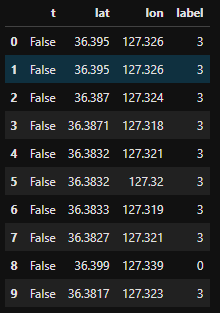 t lat lon label
0 False 36.395 127.326 3
1 False 36.395 127.326 3
2 False 36.387 127.324 3
3 False 36.3871 127.318 3
4 False 36.3832 127.321 3
5 False 36.3832 127.32 3
6 False 36.3833 127.319 3
7 False 36.3827 127.321 3
8 False 36.399 127.339 0
9 False 36.3817 127.323 3